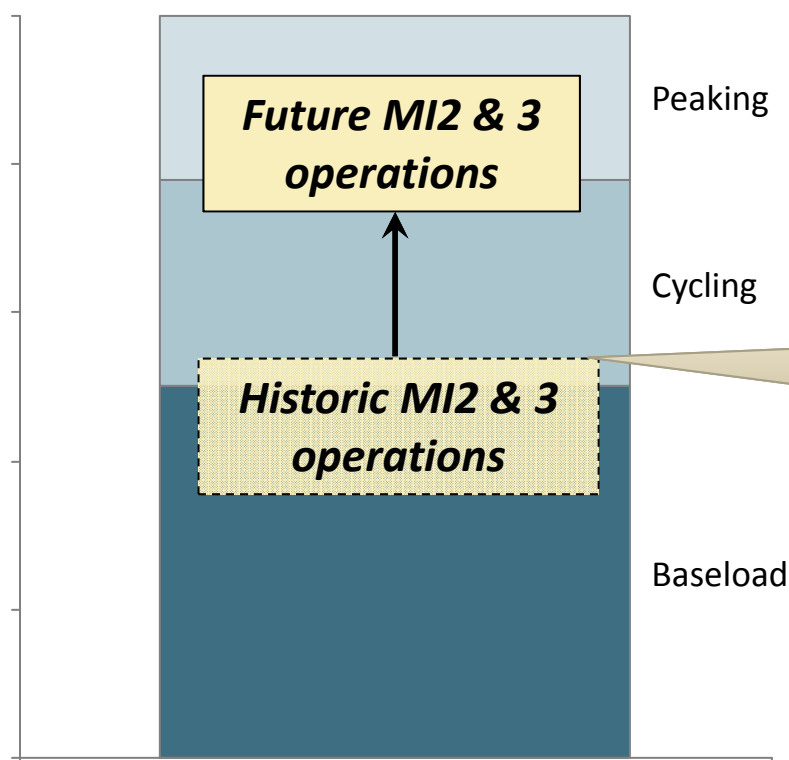 Peaking
Future MI2 & 3
operations
Cycling
Historic MI2 & 3
operations
Baseload